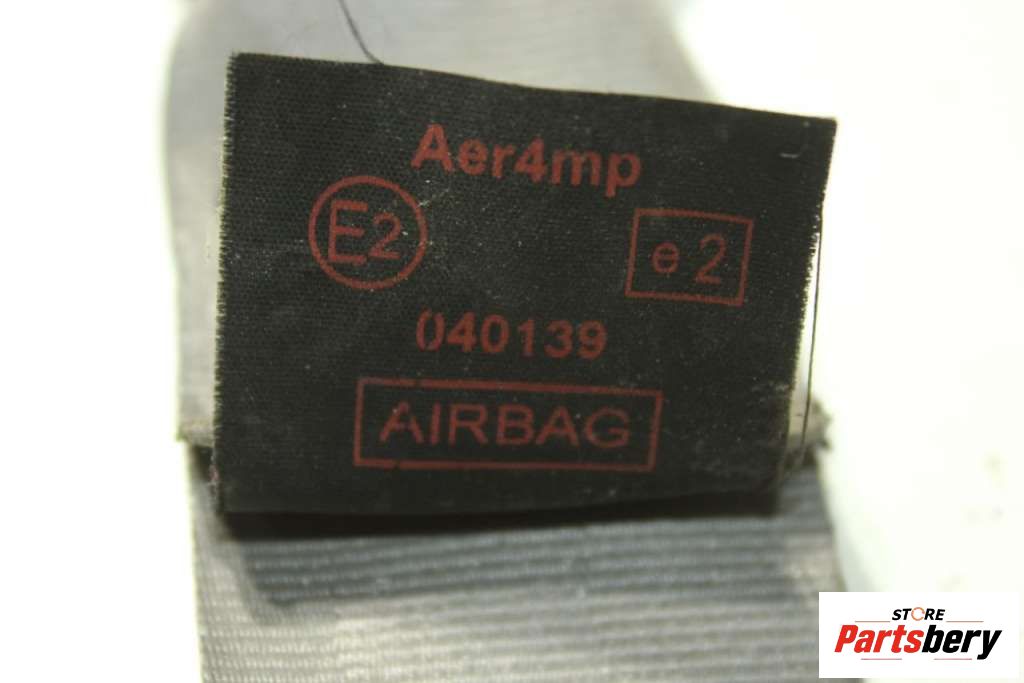 Aer4mp
E2
e 2
040139
AIRBAG
STORE
Partsbery